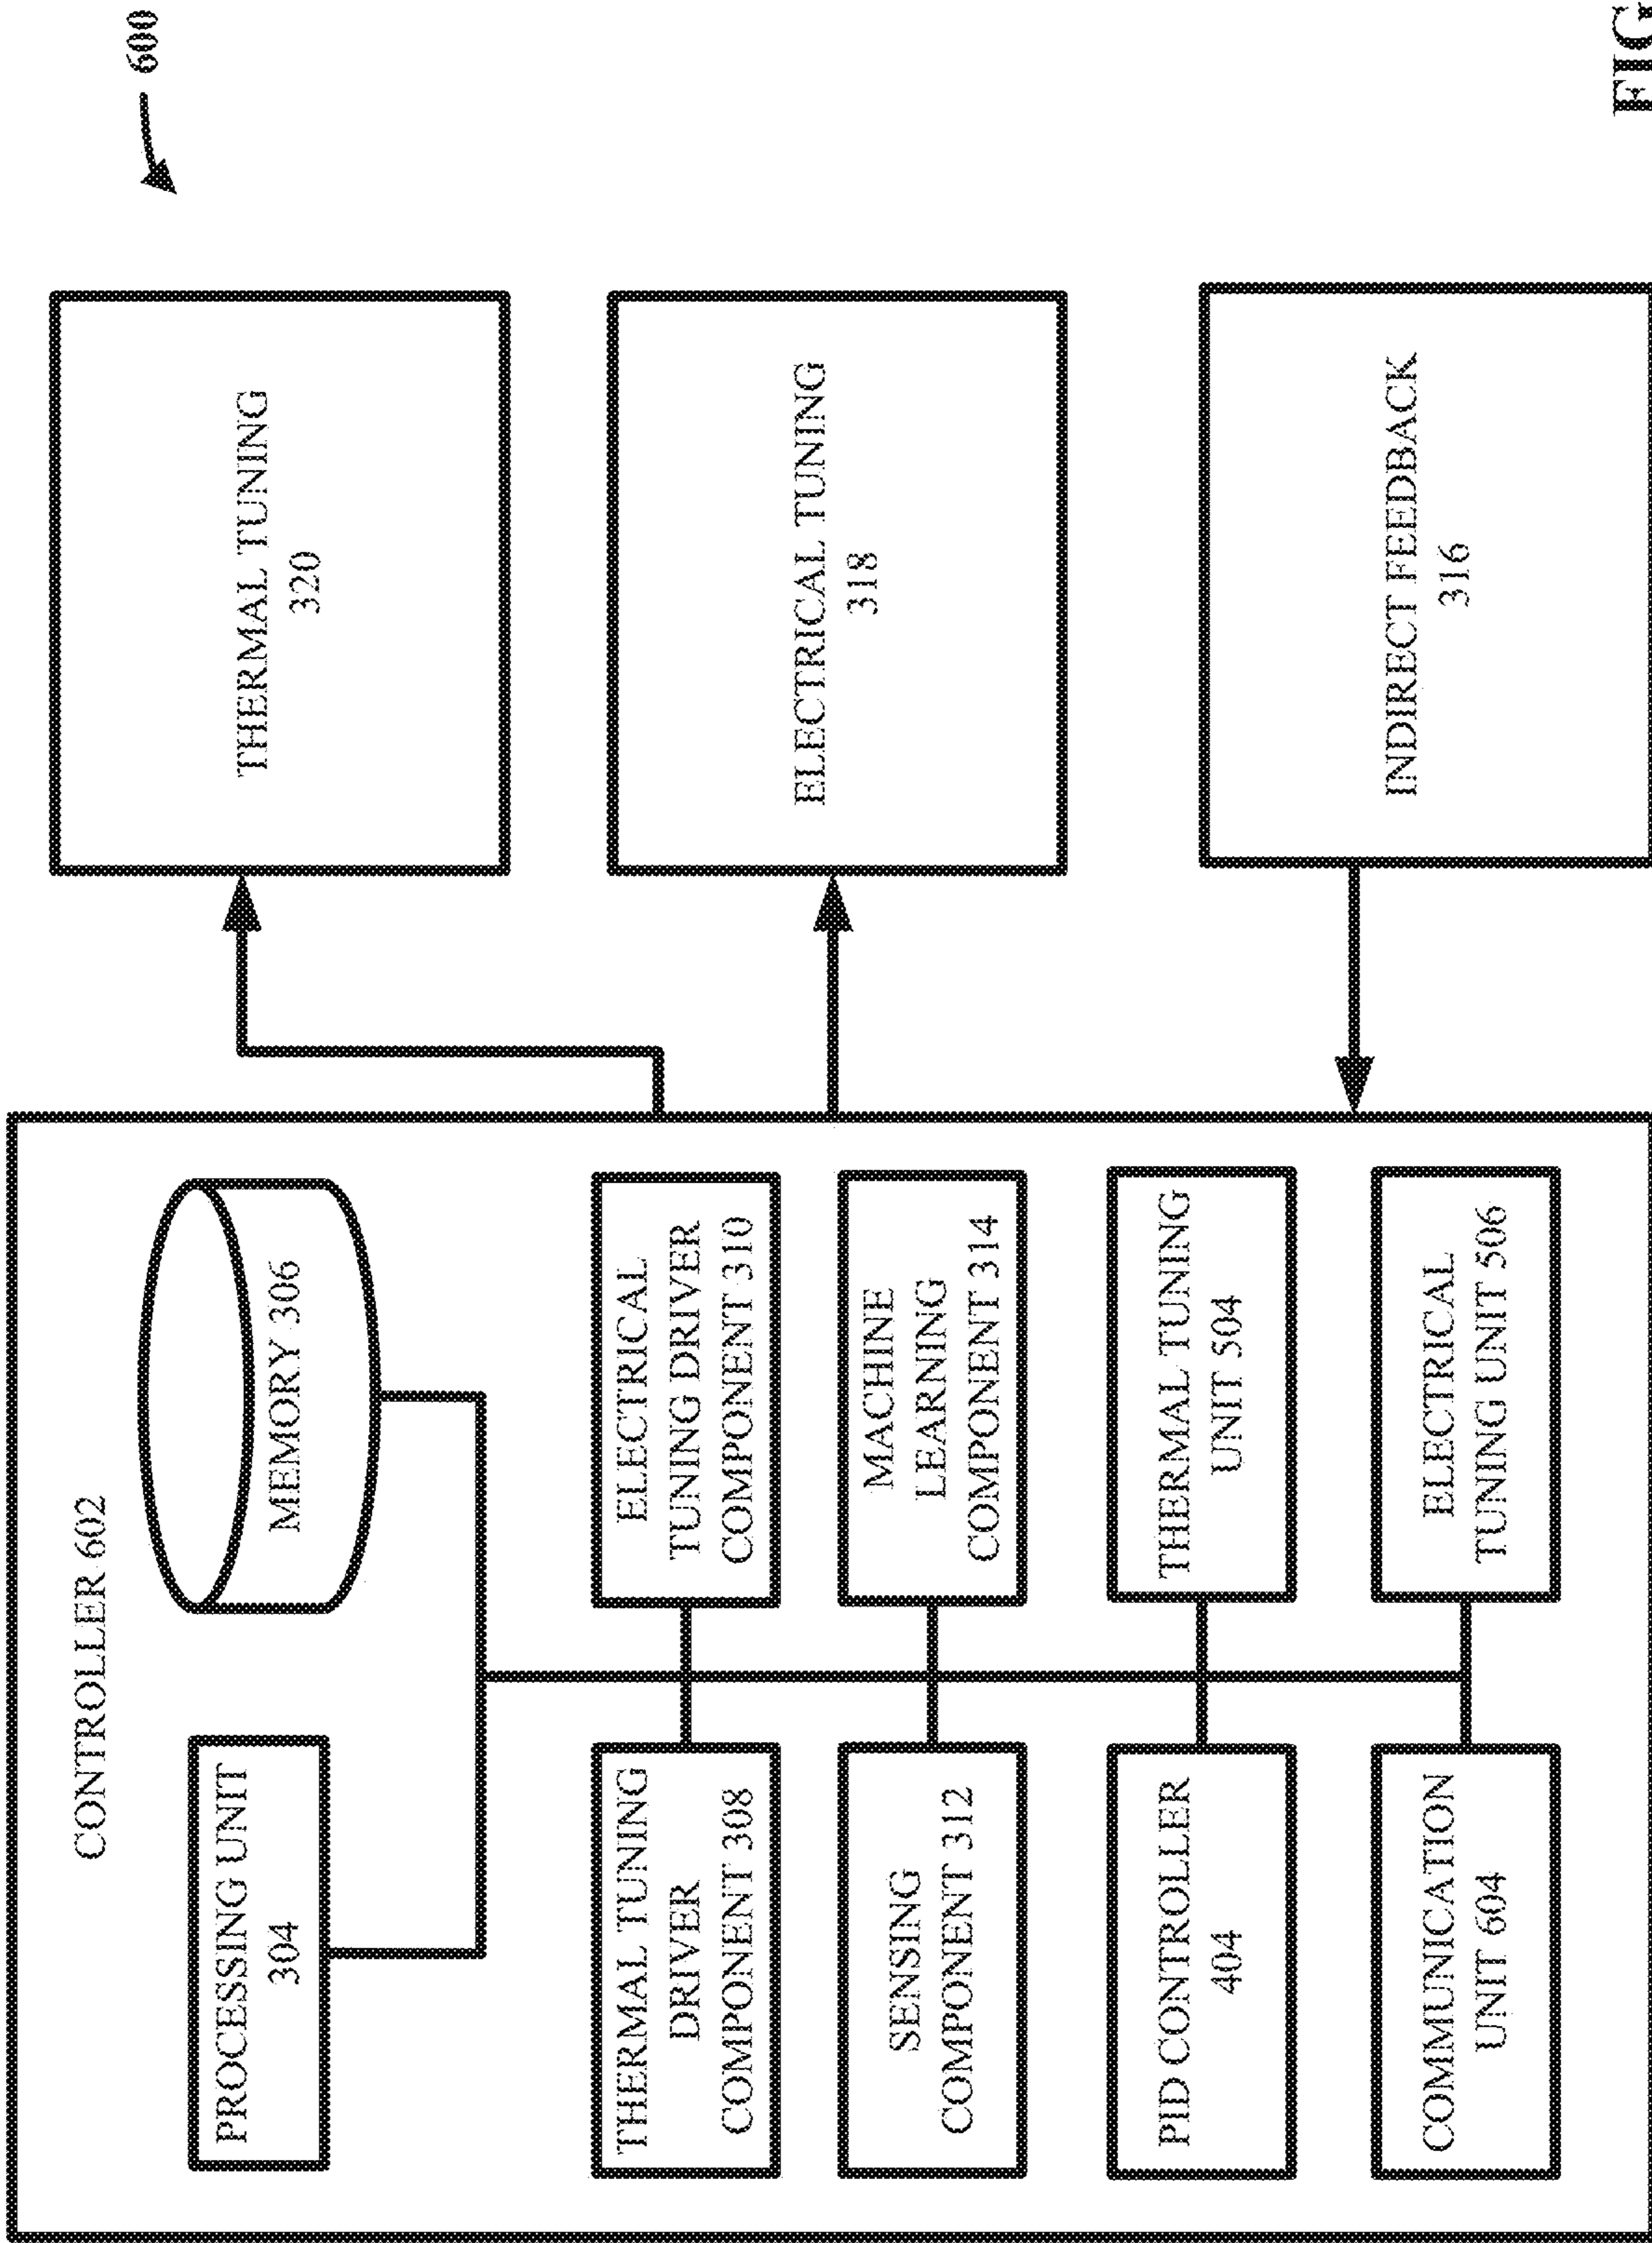 600
CONTROLLER 602
PROCESSING UNIT
304
MEMORY 306
THERMAL TUNING
DRIVER
COMPONENT 308
ELECTRICAL
TUNING DRIVER
COMPONENT 310
SENSING
COMPONENT 312
MACHINE
LEARNING
COMPONENT 314
PID CONTROLLER
404
THERMAL TUNING
UNIT 504
COMMUNICATION
UNIT 604
ELECTRICAL
TUNING UNIT 506
THERMAL TUNING
320
ELECTRICAL TUNING
318
INDIRECT FEEDBACK
316
FIG